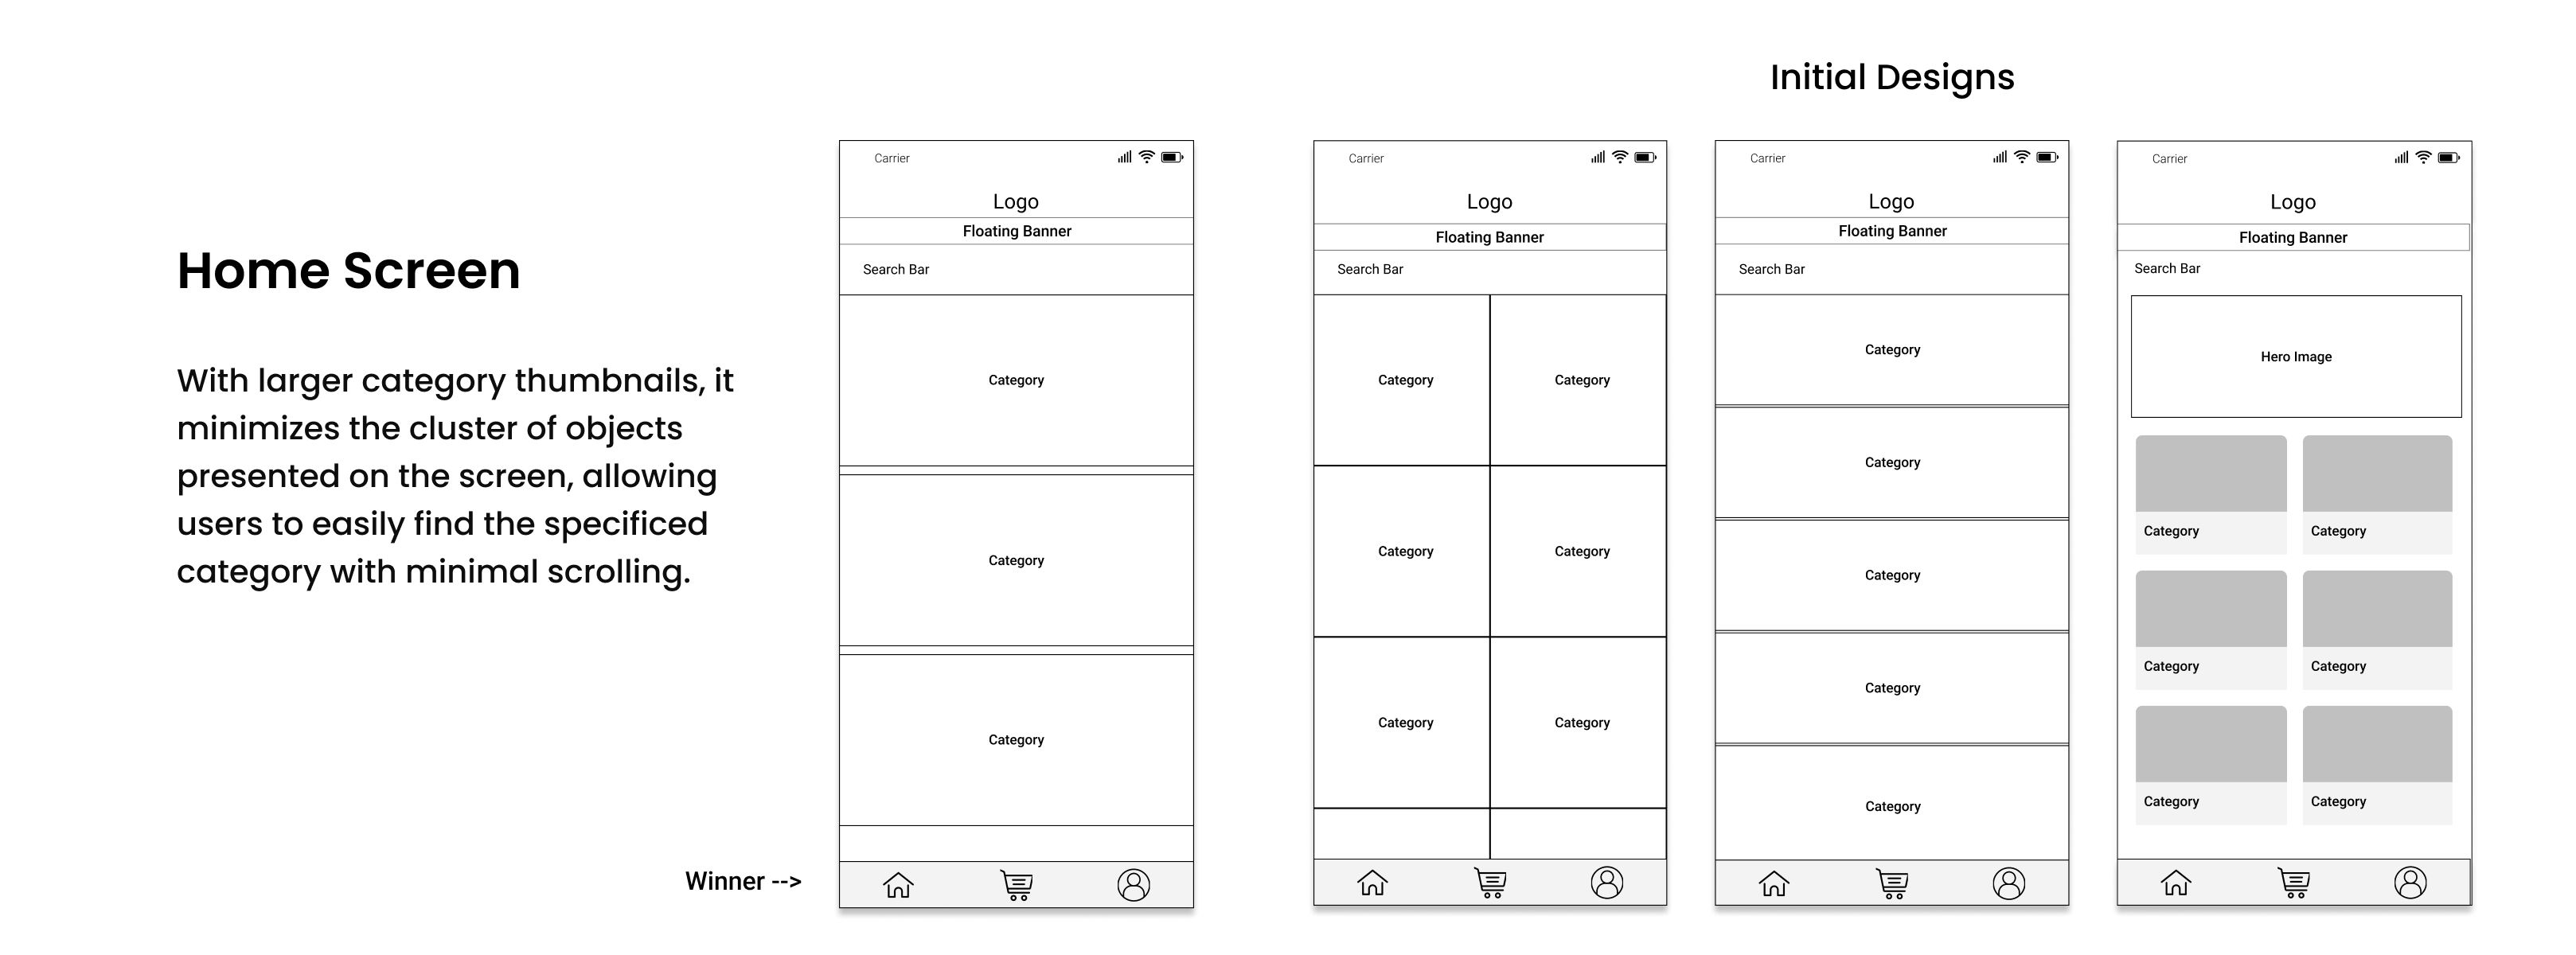 Initial Designs
Home Screen
With larger category thumbnails, it
minimizes the cluster of objects
presented on the screen, allowing
users to easily find the specificed
category with minimal scrolling.
Winner -->
Carrier
Logo
Floating Banner
Search Bar
Category
Category
Category
Carrier
Logo
Floating Banner
Search Bar
Category
Category
Category
Category
Category
Category
Carrier
Logo
Floating Banner
Search Bar
Category
Category
Category
Category
Category
Carrier
Logo
Floating Banner
Search Bar
Hero Image
Category
Category
Category
Category
Category
Category